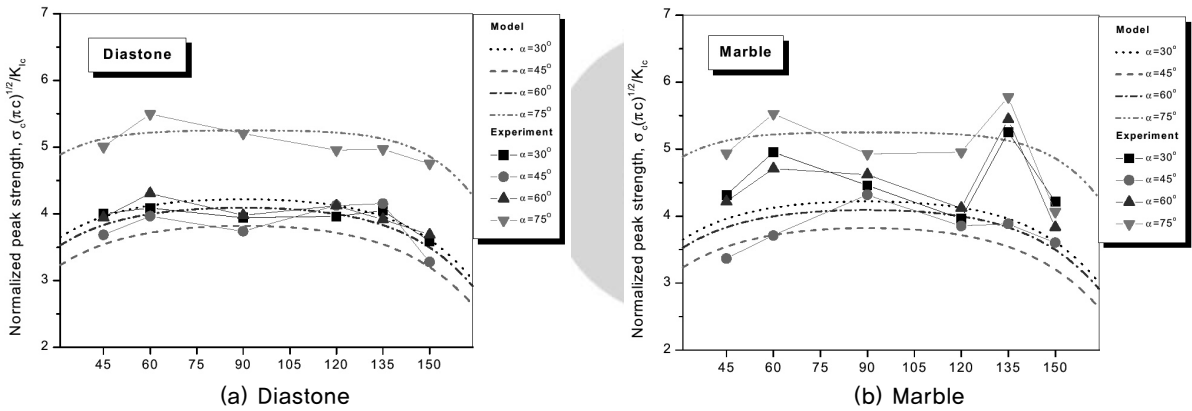 Normalized peak strength, σc(πc)^1/2/KIc
7
6
5
4
3
2
Diastone
45 60 75 90 105 120 135 150
Model
α=30°
α=45°
α=60°
α=75°
Experiment
α=30°
α=45°
α=60°
α=75°
(a) Diastone
Normalized peak strength, σc(πc)^1/2/KIc
7
6
5
4
3
2
Marble
45 60 75 90 105 120 135 150
Model
α=30°
α=45°
α=60°
α=75°
Experiment
α=30°
α=45°
α=60°
α=75°
(b) Marble